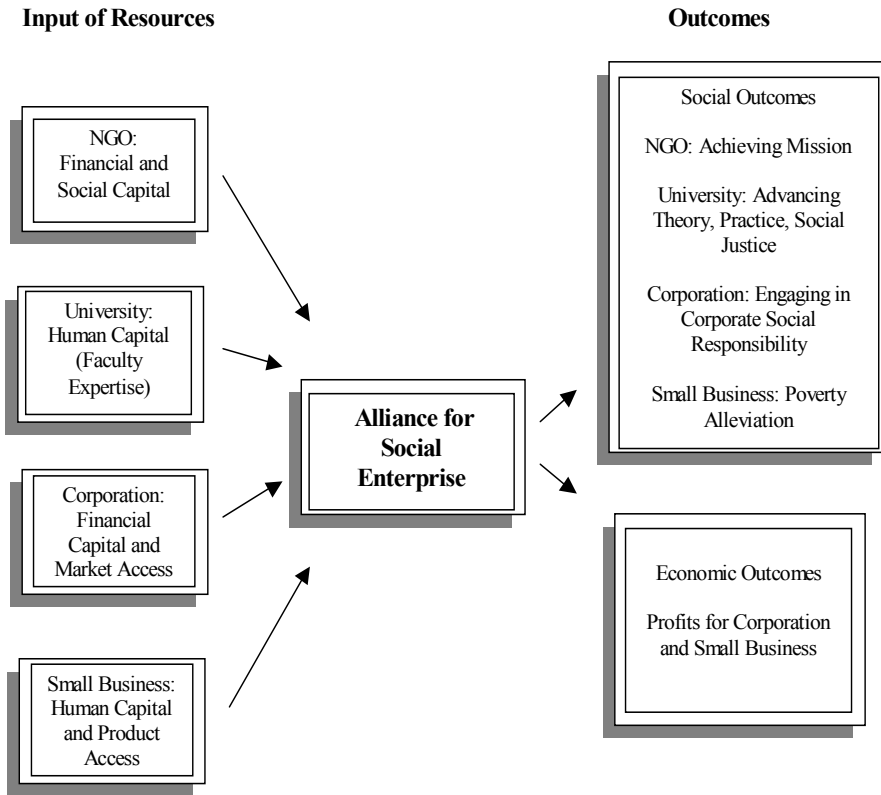 Input of Resources
Outcomes
NGO:
Financial and
Social Capital
University:
Human Capital
(Faculty
Expertise)
Corporation:
Financial
Capital and
Market Access
Small Business:
Human Capital
and Product
Access
Alliance for
Social
Enterprise
Social Outcomes
NGO: Achieving Mission
University: Advancing
Theory, Practice, Social
Justice
Corporation: Engaging in
Corporate Social
Responsibility
Small Business: Poverty
Alleviation
Economic Outcomes
Profits for Corporation
and Small Business